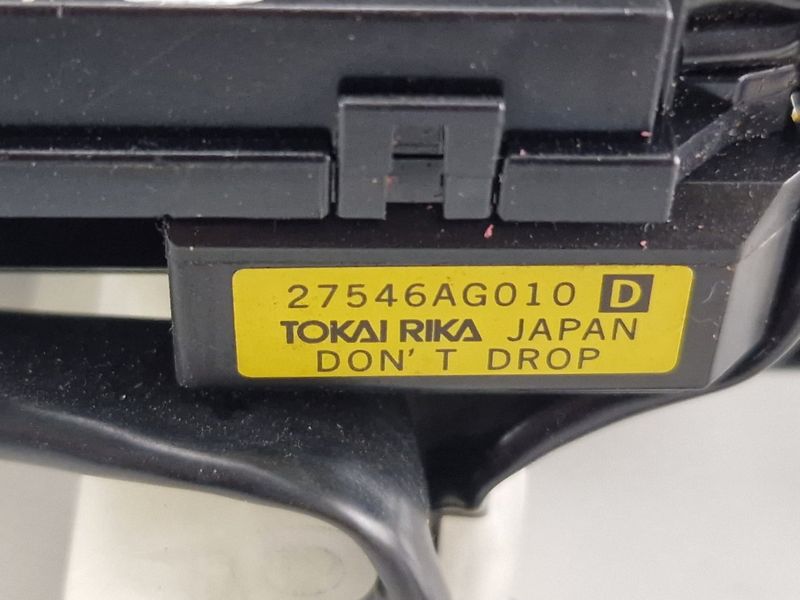 27546AG010 D
TOKAI RIKA JAPAN
DON'T DROP